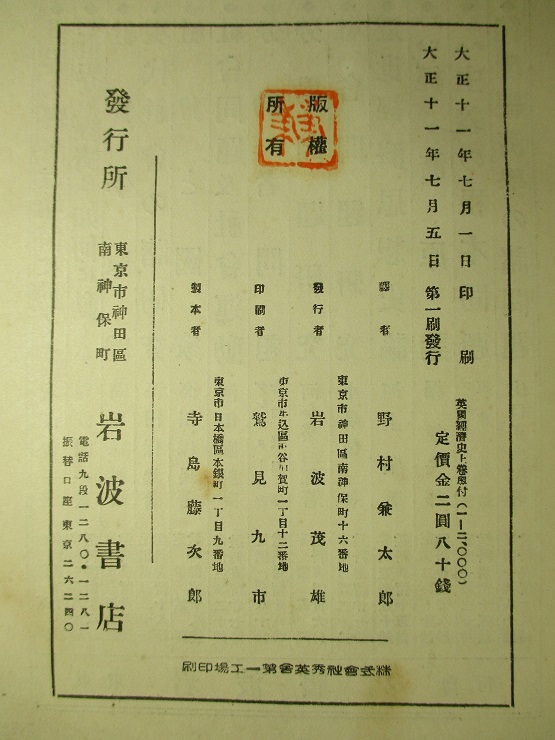 大正十一年七月一日印刷
大正十一年七月五日第一刷發行
英國經濟史上卷奧付(一—二、〇〇〇)
定價金二圓八十錢
版權
所有
譯者
野村兼太郎
發行者
東京市神田區南神保町十六番地
岩波茂雄
印刷者
東京市牛込區市谷加賀町一丁目十二番地
鷲見九市
製本者
東京市日本橋區本銀町一丁目九番地
寺島藤次郎
株式會社秀英舍第一工場印刷
發行所
東京市神田區
南神保町
岩波書店
電話九段一二八〇・一二八一
振替口座東京二六二四〇